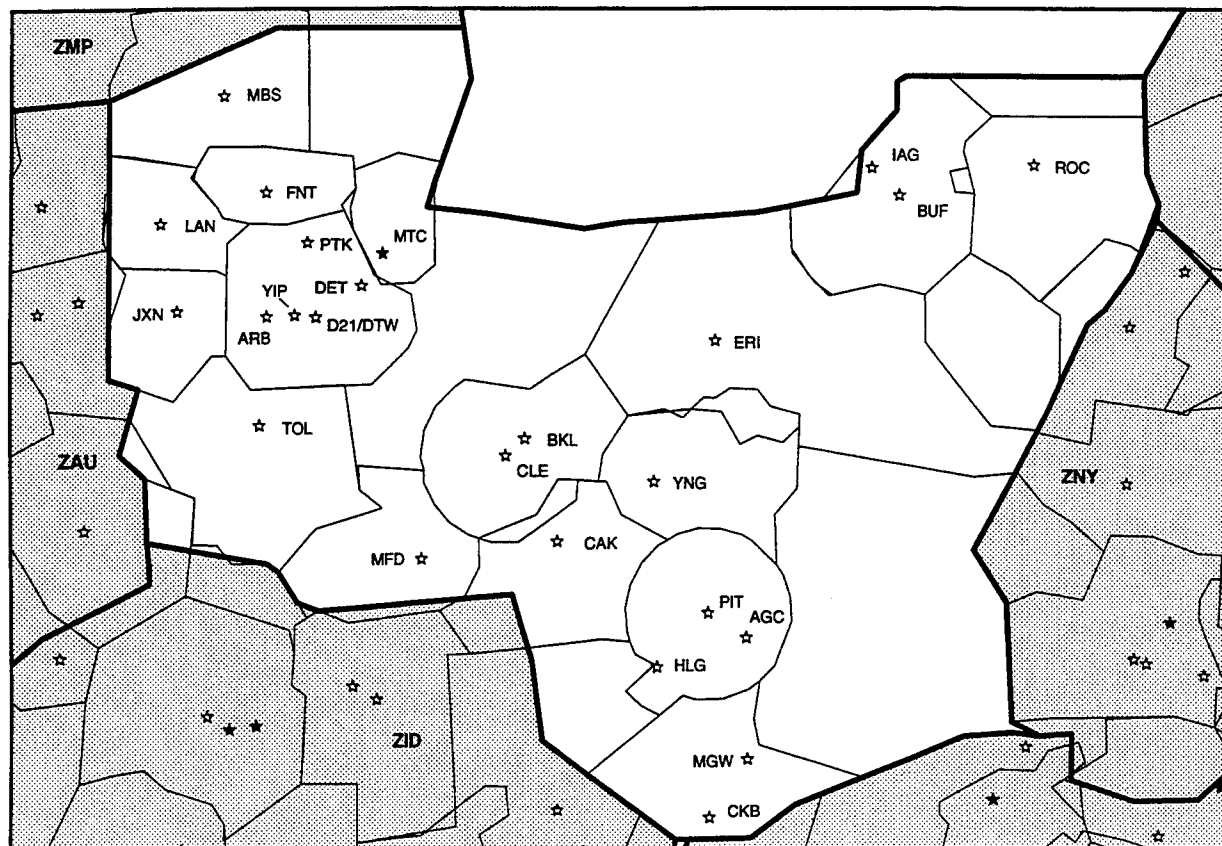 ZMP
MBS
IAG
ROC
FNT
BUF
LAN
PTK
MTC
DET
YIP
JXN
ARB
D21/DTW
ERI
TOL
BKL
CLE
ZAU
YNG
ZNY
CAK
MFD
PIT
AGC
HLG
ZID
MGW
CKB